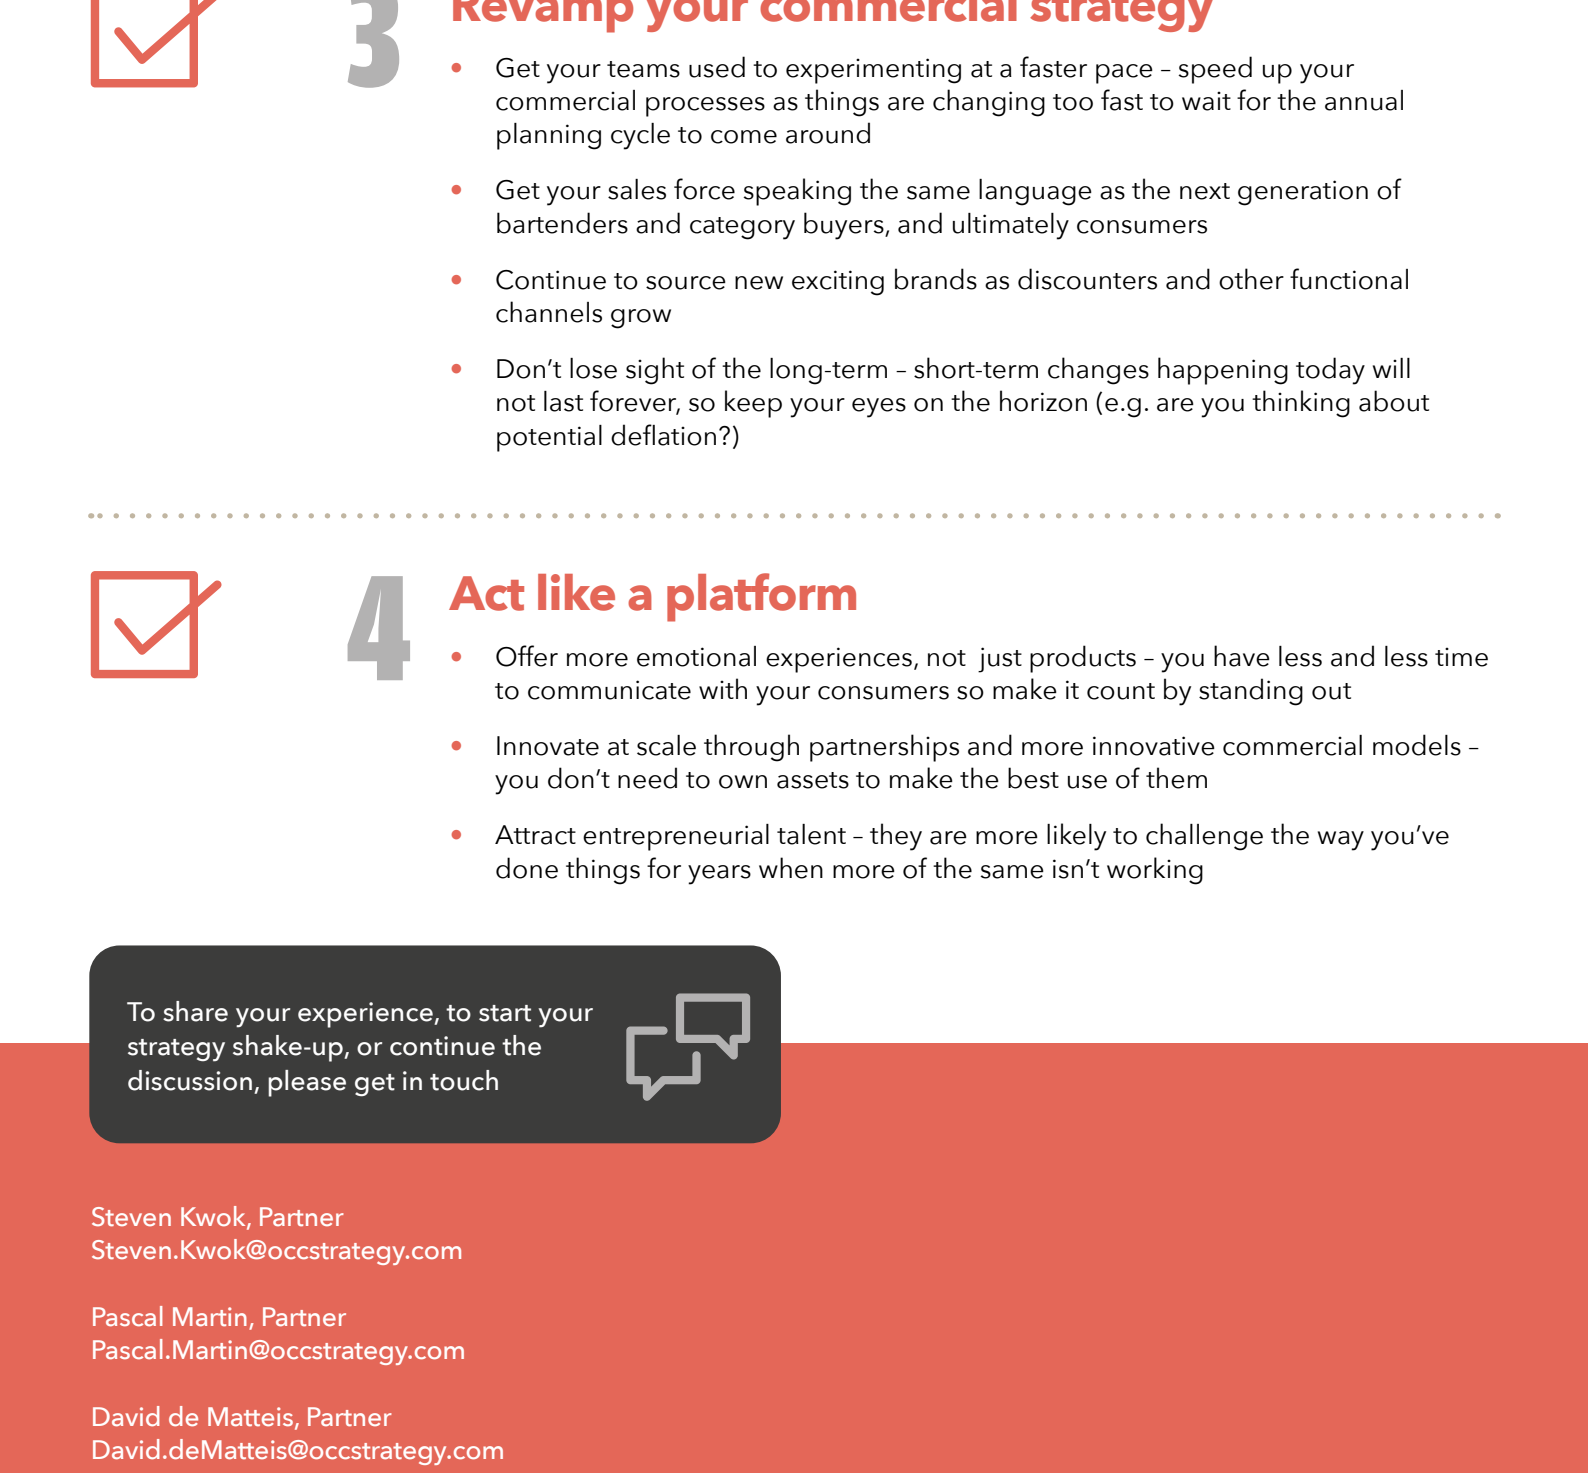 3
Revamp your commercial strategy
• Get your teams used to experimenting at a faster pace – speed up your
commercial processes as things are changing too fast to wait for the annual
planning cycle to come around
• Get your sales force speaking the same language as the next generation of
bartenders and category buyers, and ultimately consumers
• Continue to source new exciting brands as discounters and other functional
channels grow
• Don’t lose sight of the long-term – short-term changes happening today will
not last forever, so keep your eyes on the horizon (e.g. are you thinking about
potential deflation?)
4
Act like a platform
• Offer more emotional experiences, not just products – you have less and less time
to communicate with your consumers so make it count by standing out
• Innovate at scale through partnerships and more innovative commercial models –
you don’t need to own assets to make the best use of them
• Attract entrepreneurial talent – they are more likely to challenge the way you’ve
done things for years when more of the same isn’t working
To share your experience, to start your
strategy shake-up, or continue the
discussion, please get in touch
Steven Kwok, Partner
Steven.Kwok@occstrategy.com
Pascal Martin, Partner
Pascal.Martin@occstrategy.com
David de Matteis, Partner
David.deMatteis@occstrategy.com